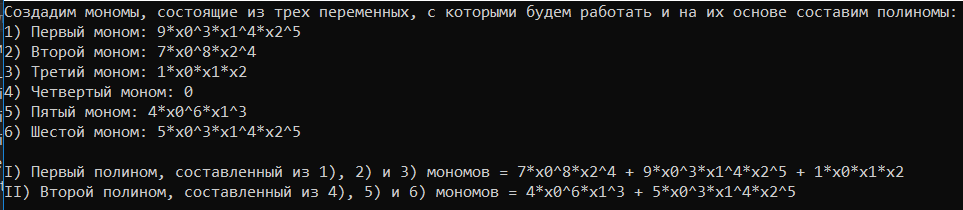 Создадим мономы, состоящие из трех переменных, с которыми будем работать и на их основе составим полиномы:
1) Первый моном: 9*x0^3*x1^4*x2^5
2) Второй моном: 7*x0^8*x2^4
3) Третий моном: 1*x0*x1*x2
4) Четвертый моном: 0
5) Пятый моном: 4*x0^6*x1^3
6) Шестой моном: 5*x0^3*x1^4*x2^5
I) Первый полином, составленный из 1), 2) и 3) мономов = 7*x0^8*x2^4 + 9*x0^3*x1^4*x2^5 + 1*x0*x1*x2
II) Второй полином, составленный из 4), 5) и 6) мономов = 4*x0^6*x1^3 + 5*x0^3*x1^4*x2^5